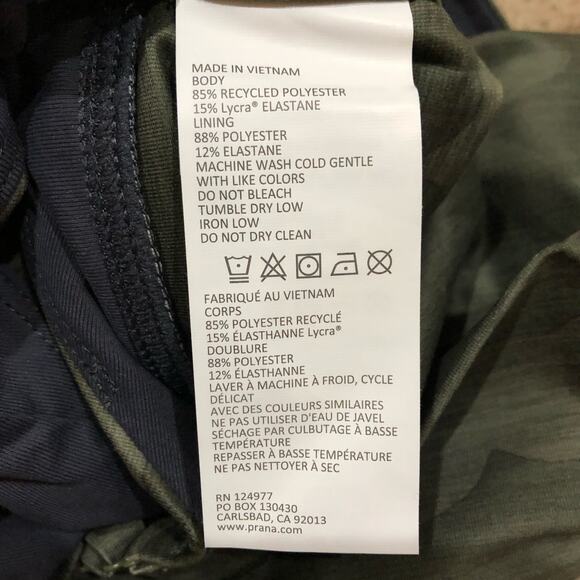 MADE IN VIETNAM
BODY
85% RECYCLED POLYESTER
15% Lycra® ELASTANE
LINING
88% POLYESTER
12% ELASTANE
MACHINE WASH COLD GENTLE
WITH LIKE COLORS
DO NOT BLEACH
TUMBLE DRY LOW
IRON LOW
DO NOT DRY CLEAN
FABRIQUÉ AU VIETNAM
CORPS
85% POLYESTER RECYCLÉ
15% ÉLASTHANNE Lycra®
DOUBLURE
88% POLYESTER
12% ÉLASTHANNE
LAVER À MACHINE À FROID, CYCLE
DÉLICAT
AVEC DES COULEURS SIMILAIRES
NE PAS UTILISER D'EAU DE JAVEL
SÉCHAGE PAR CULBUTAGE À BASSE
TEMPÉRATURE
REPASSER À BASSE TEMPÉRATURE
NE PAS NETTOYER À SEC
RN 124977
PO BOX 130430
CARLSBAD, CA 92013
www.prana.com